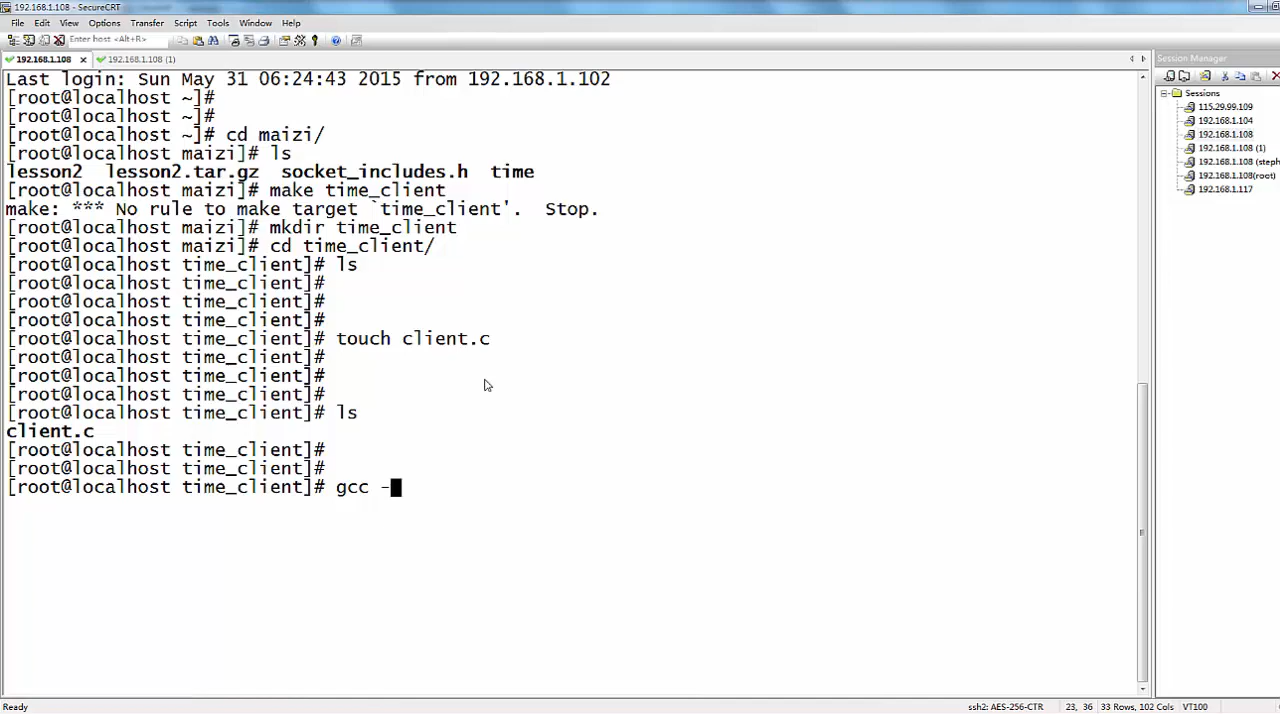 192.168.1.108 - SecureCRT
File Edit View Options Transfer Script Tools Window Help
Enter host <Alt+R>
192.168.1.108 192.168.1.108 (1)
Last login: Sun May 31 06:24:43 2015 from 192.168.1.102
[root@localhost ~]#
[root@localhost ~]#
[root@localhost ~]# cd maizi/
[root@localhost maizi]# ls
lesson2 lesson2.tar.gz socket_includes.h time
[root@localhost maizi]# make time_client
make: *** No rule to make target `time_client'. Stop.
[root@localhost maizi]# mkdir time_client
[root@localhost maizi]# cd time_client/
[root@localhost time_client]# ls
[root@localhost time_client]#
[root@localhost time_client]#
[root@localhost time_client]#
[root@localhost time_client]# touch client.c
[root@localhost time_client]#
[root@localhost time_client]#
[root@localhost time_client]#
[root@localhost time_client]# ls
client.c
[root@localhost time_client]#
[root@localhost time_client]#
[root@localhost time_client]# gcc -
Session Manager
Sessions
115.29.99.109
192.168.1.104
192.168.1.108
192.168.1.108 (1)
192.168.1.108 (steph
192.168.1.108(root)
192.168.1.117
Ready
ssh2: AES-256-CTR 23, 36 33 Rows, 102 Cols VT100